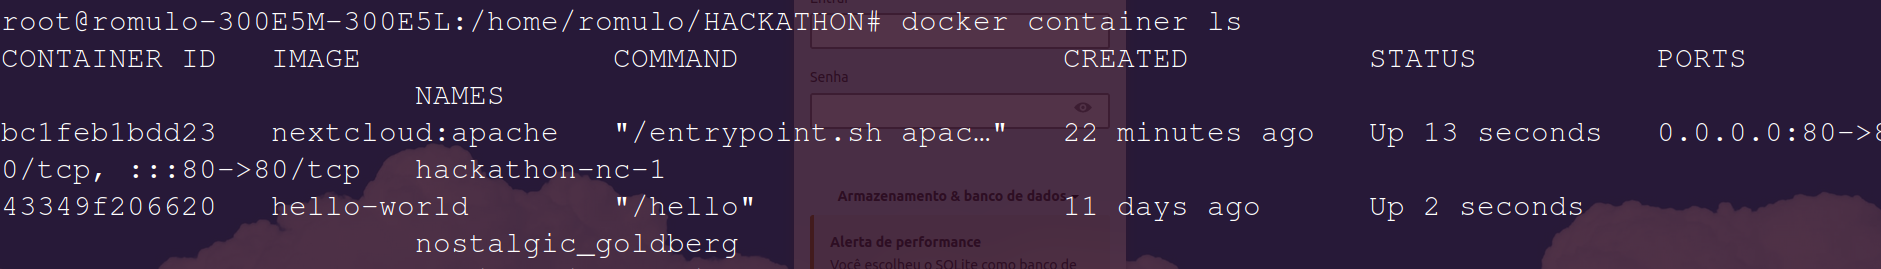 Entrar
root@romulo-300E5M-300E5L:/home/romulo/HACKATHON# docker container ls
CONTAINER ID   IMAGE              COMMAND                  CREATED          STATUS          PORTS
                       NAMES
Senha
bc1feb1bdd23   nextcloud:apache   "/entrypoint.sh apac…"   22 minutes ago   Up 13 seconds   0.0.0.0:80->8
0/tcp, :::80->80/tcp   hackathon-nc-1
Armazenamento & banco de dados
43349f206620   hello-world        "/hello"                 11 days ago      Up 2 seconds
                       nostalgic_goldberg
Alerta de performance
Você escolheu o SQLite como banco de